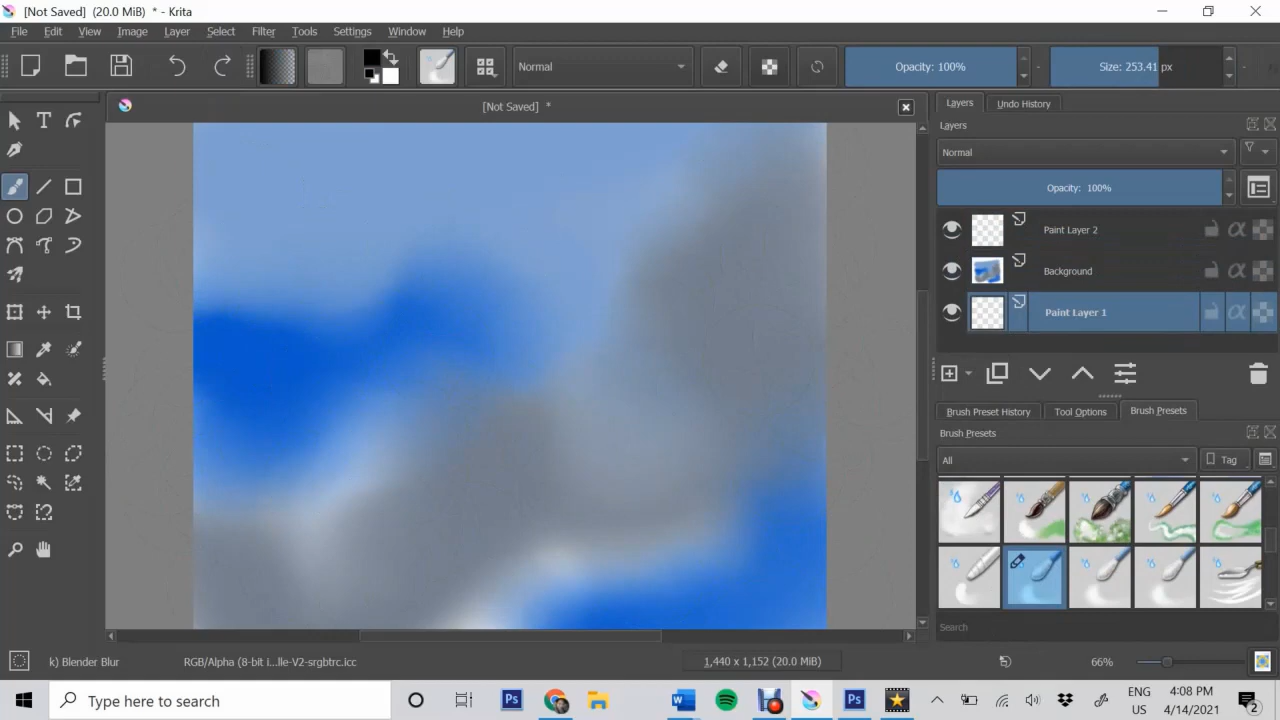 [Not Saved] (20.0 MiB) * - Krita
File Edit View Image Layer Select Filter Tools Settings Window Help
Normal
Opacity: 100%
Size: 253.41 px
[Not Saved] *
Layers Undo History
Layers
Normal
Opacity: 100%
Paint Layer 2
Background
Paint Layer 1
Brush Preset History Tool Options Brush Presets
Brush Presets
All
Tag
Search
k) Blender Blur
RGB/Alpha (8-bit i...lle-V2-srgbtrc.icc
1,440 x 1,152 (20.0 MiB)
66%
Type here to search
ENG
US
4:08 PM
4/14/2021
2